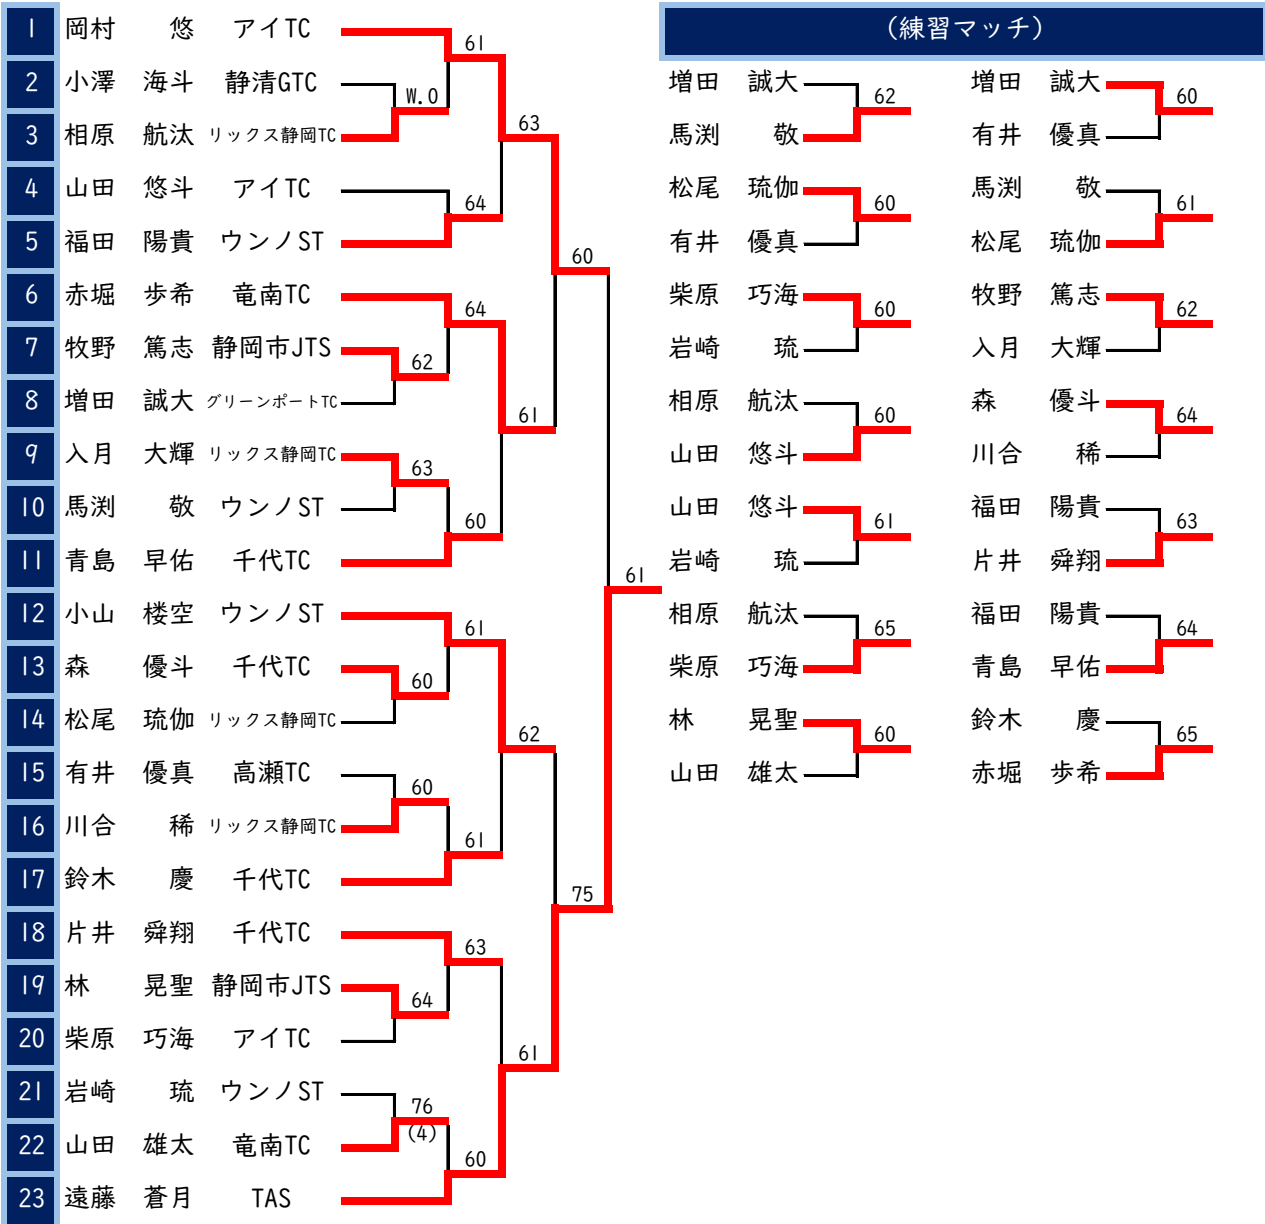 1 岡村 悠 アイTC
2 小澤 海斗 静清GTC
3 相原 航汰 リックス静岡TC
4 山田 悠斗 アイTC
5 福田 陽貴 ウンノST
6 赤堀 歩希 竜南TC
7 牧野 篤志 静岡市JTS
8 増田 誠大 グリーンポートTC
9 入月 大輝 リックス静岡TC
10 馬渕 敬 ウンノST
11 青島 早佑 千代TC
12 小山 楼空 ウンノST
13 森 優斗 千代TC
14 松尾 琉伽 リックス静岡TC
15 有井 優真 高瀬TC
16 川合 稀 リックス静岡TC
17 鈴木 慶 千代TC
18 片井 舜翔 千代TC
19 林 晃聖 静岡市JTS
20 柴原 巧海 アイTC
21 岩崎 琉 ウンノST
22 山田 雄太 竜南TC
23 遠藤 蒼月 TAS
W.O
62
63
60
60
60
64
76
(4)
61
64
64
60
61
61
63
60
63
61
62
61
60
75
61
(練習マッチ)
増田 誠大
62
馬渕 敬
松尾 琉伽
60
有井 優真
柴原 巧海
60
岩崎 琉
相原 航汰
60
山田 悠斗
山田 悠斗
61
岩崎 琉
相原 航汰
65
柴原 巧海
林 晃聖
60
山田 雄太
増田 誠大
60
有井 優真
馬渕 敬
61
松尾 琉伽
牧野 篤志
62
入月 大輝
森 優斗
64
川合 稀
福田 陽貴
63
片井 舜翔
福田 陽貴
64
青島 早佑
鈴木 慶
65
赤堀 歩希